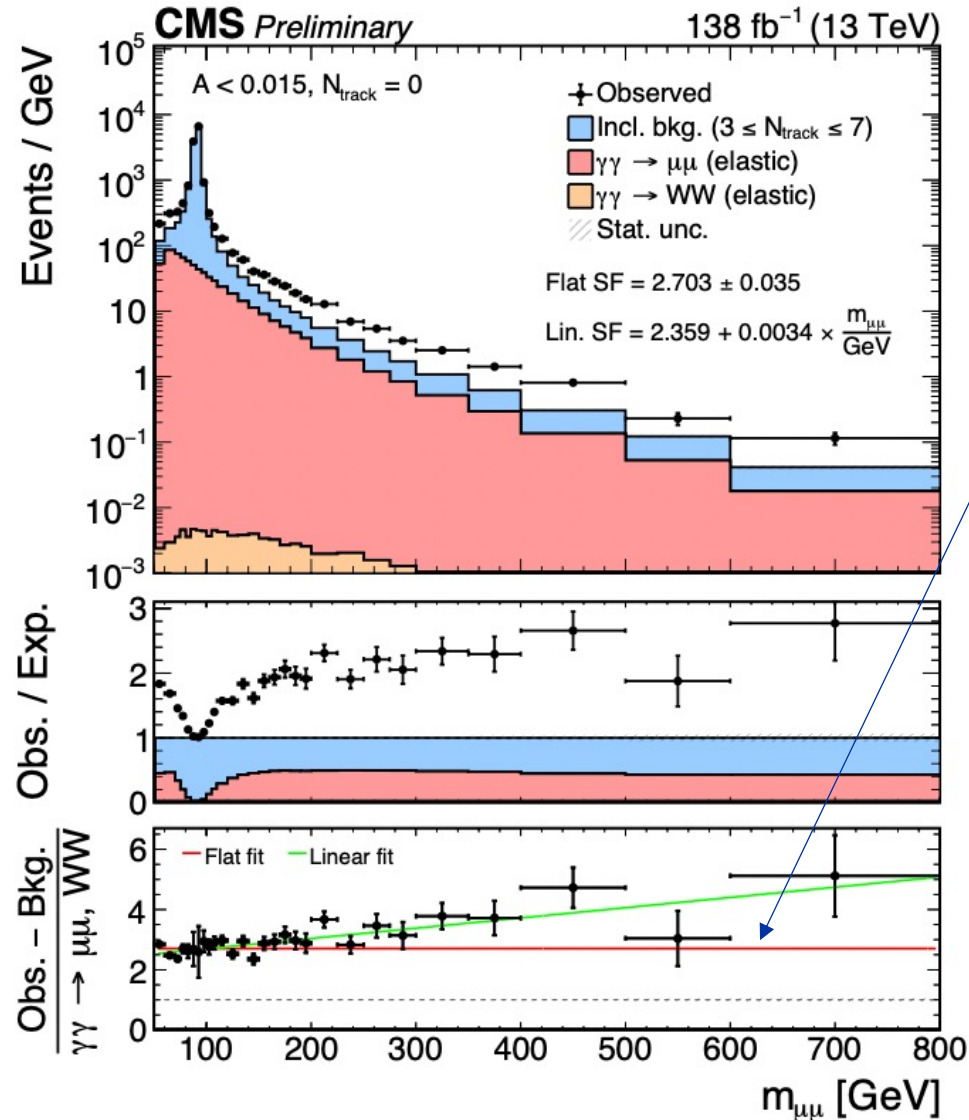 CMS Preliminary 138 fb⁻¹ (13 TeV)
A < 0.015, N_track = 0
Observed
Incl. bkg. (3 ≤ N_track ≤ 7)
γγ → μμ (elastic)
γγ → WW (elastic)
Stat. unc.
Flat SF = 2.703 ± 0.035
Lin. SF = 2.359 + 0.0034 × m_μμ / GeV
Events / GeV
10⁵
10⁴
10³
10²
10
1
10⁻¹
10⁻²
10⁻³
Obs. / Exp.
3
2
1
0
Obs. – Bkg.
γγ → μμ, WW
Flat fit Linear fit
6
4
2
0
100 200 300 400 500 600 700 800
m_μμ [GeV]